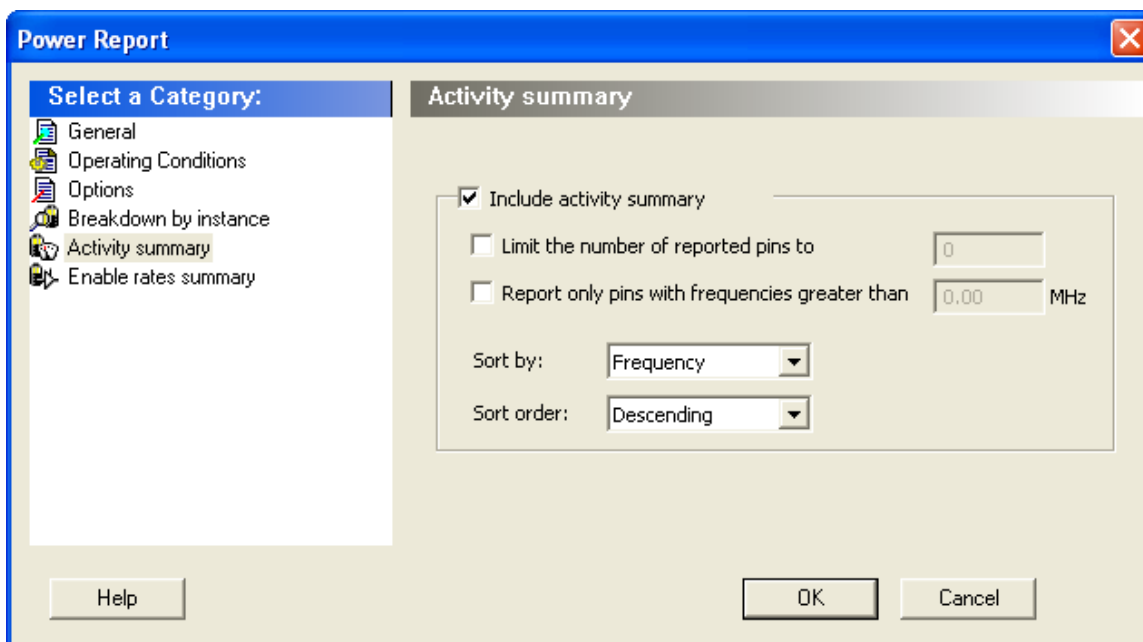 Power Report
Select a Category:
General
Operating Conditions
Options
Breakdown by instance
Activity summary
Enable rates summary
Activity summary
Include activity summary
Limit the number of reported pins to
0
Report only pins with frequencies greater than
0.00
MHz
Sort by:
Frequency
Sort order:
Descending
Help
OK
Cancel